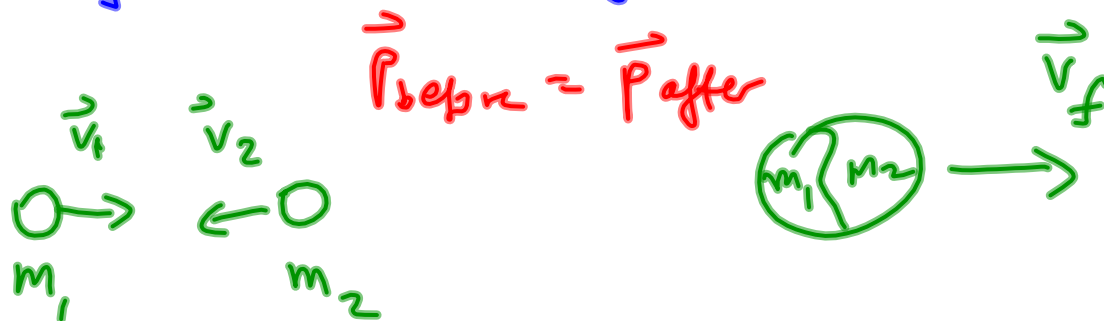 P⃗before = P⃗after
v⃗₁ v⃗₂ v⃗f
m₁ m₂
m₁ m₂